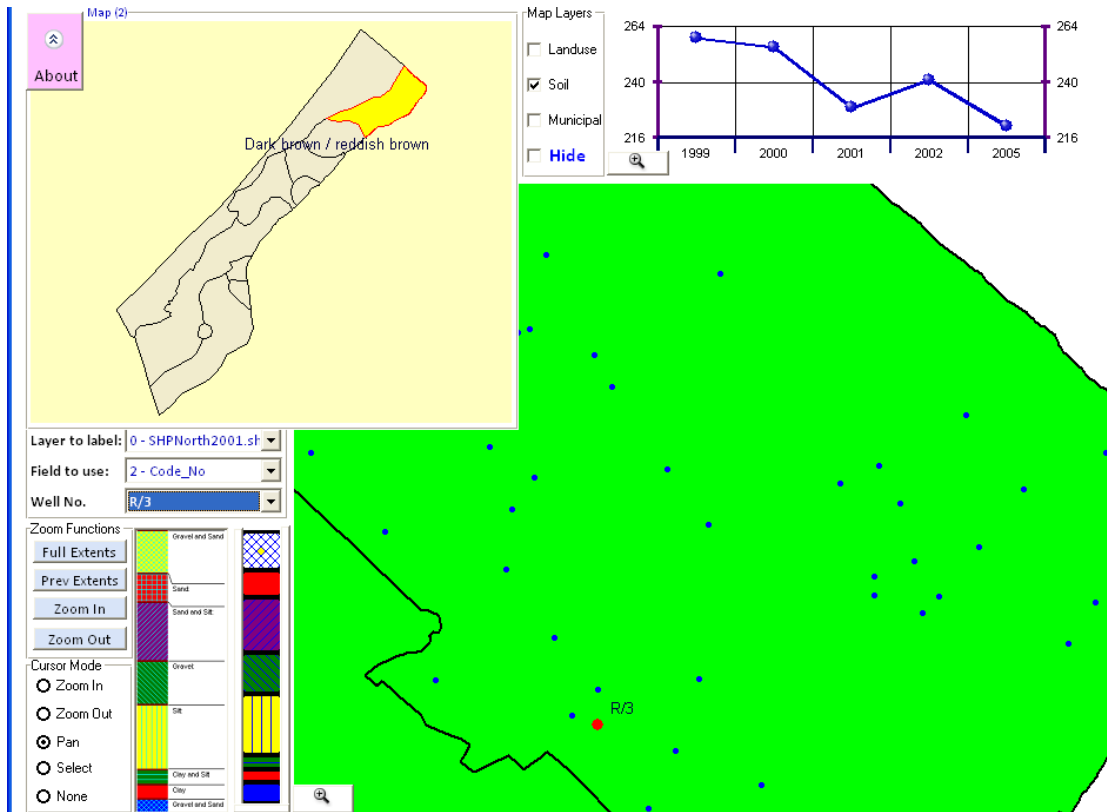 Map (2)
About
Dark brown / reddish brown
Map Layers
Landuse
Soil
Municipal
Hide
264
240
216
264
240
216
1999 2000 2001 2002 2005
Layer to label: 0 - SHPNorth2001.sh
Field to use: 2 - Code_No
Well No. R/3
Zoom Functions
Full Extents
Prev Extents
Zoom In
Zoom Out
Cursor Mode
Zoom In
Zoom Out
Pan
Select
None
Gravel and Sand
Sand
Sand and Silt
Gravel
Silt
Clay and Silt
Clay
Gravel and Sand
R/3